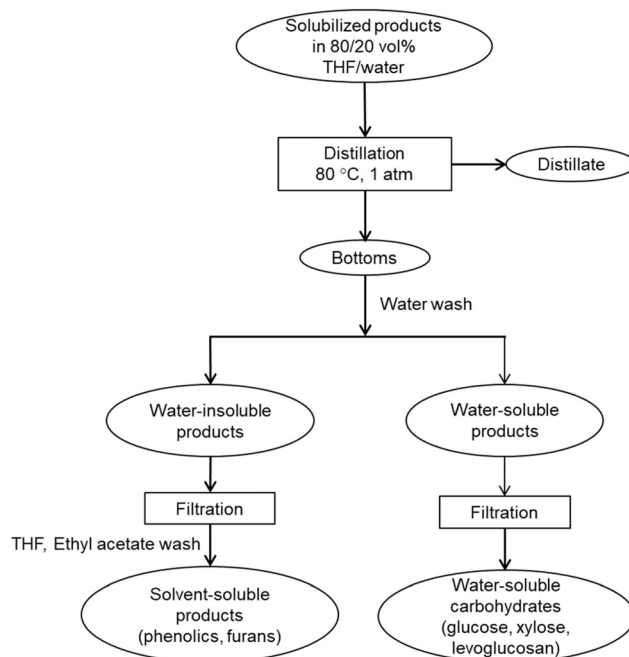 Solubilized products
in 80/20 vol%
THF/water
Distillation
80 °C, 1 atm
Distillate
Bottoms
Water wash
Water-insoluble
products
Water-soluble
products
Filtration
Filtration
THF, Ethyl acetate wash
Solvent-soluble
products
(phenolics, furans)
Water-soluble
carbohydrates
(glucose, xylose,
levoglucosan)